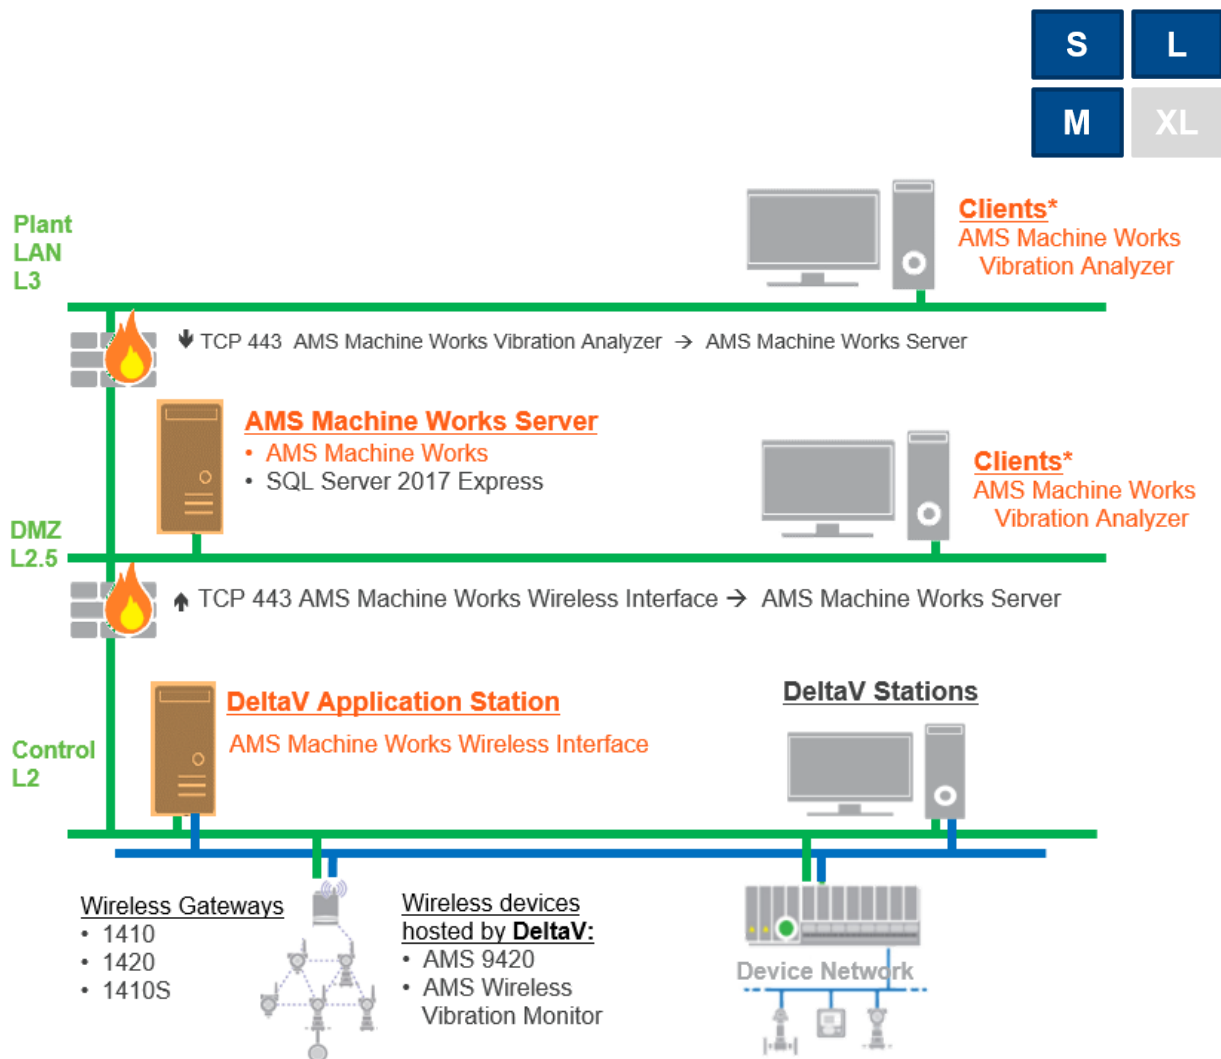 S
L
M
XL
Plant
LAN
L3
Clients*
AMS Machine Works
Vibration Analyzer
TCP 443 AMS Machine Works Vibration Analyzer → AMS Machine Works Server
AMS Machine Works Server
• AMS Machine Works
• SQL Server 2017 Express
Clients*
AMS Machine Works
Vibration Analyzer
DMZ
L2.5
TCP 443 AMS Machine Works Wireless Interface → AMS Machine Works Server
DeltaV Application Station
AMS Machine Works Wireless Interface
DeltaV Stations
Control
L2
Wireless Gateways
• 1410
• 1420
• 1410S
Wireless devices
hosted by DeltaV:
• AMS 9420
• AMS Wireless
Vibration Monitor
Device Network